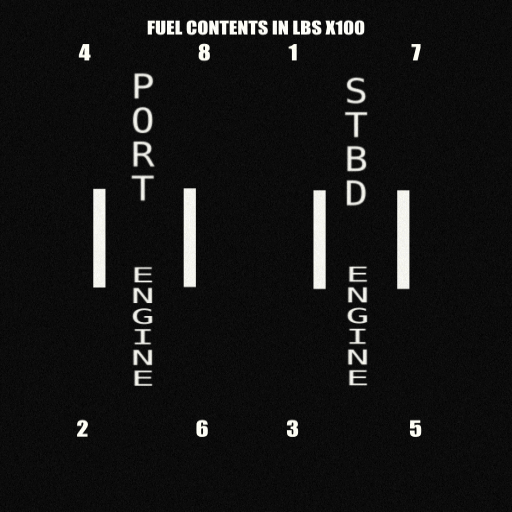 FUEL CONTENTS IN LBS X100
4 8 1 7
PORT
STBD
ENGINE
ENGINE
2 6 3 5